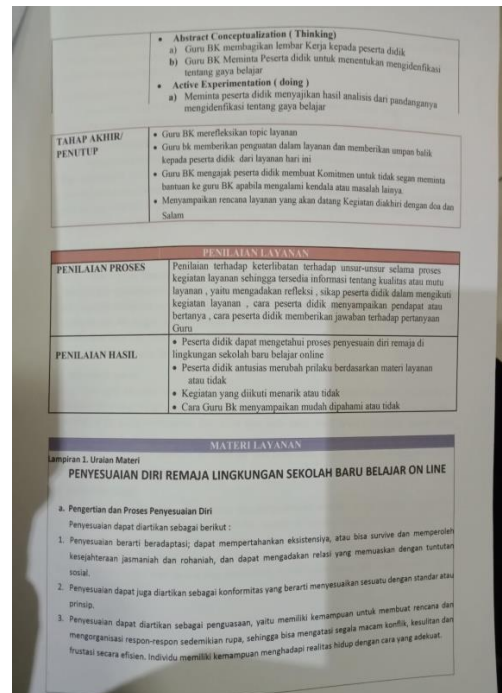 • Abstract Conceptualization ( Thinking)
a) Guru BK membagikan lembar Kerja kepada peserta didik
b) Guru BK Meminta Peserta didik untuk menentukan mengidenfikasi
tentang gaya belajar
• Active Experimentation ( doing )
a) Meminta peserta didik menyajikan hasil analisis dari pandanganya
mengidenfikasi tentang gaya belajar
TAHAP AKHIR/
PENUTUP
• Guru BK merefleksikan topic layanan
• Guru bk memberikan penguatan dalam layanan dan memberikan umpan balik
kepada peserta didik dari layanan hari ini
• Guru BK mengajak peserta didik membuat Komitmen untuk tidak segan meminta
bantuan ke guru BK apabila mengalami kendala atau masalah lainya
• Menyampaikan rencana layanan yang akan datang Kegiatan diakhiri dengan doa dan
Salam
PENILAIAN LAYANAN
PENILAIAN PROSES
Penilaian terhadap keterlibatan terhadap unsur-unsur selama proses
kegiatan layanan sehingga tersedia informasi tentang kualitas atau mutu
layanan , yaitu mengadakan refleksi , sikap peserta didik dalam mengikuti
kegiatan layanan , cara peserta didik menyampaikan pendapat atau
bertanya , cara peserta didik memberikan jawaban terhadap pertanyaan
Guru
PENILAIAN HASIL
• Peserta didik dapat mengetahui proses penyesuain diri remaja di
lingkungan sekolah baru belajar online
• Peserta didik antusias merubah prilaku berdasarkan materi layanan
atau tidak
• Kegiatan yang diikuti menarik atau tidak
• Cara Guru Bk menyampaikan mudah dipahami atau tidak
MATERI LAYANAN
Lampiran 1. Uraian Materi
PENYESUAIAN DIRI REMAJA LINGKUNGAN SEKOLAH BARU BELAJAR ON LINE
a. Pengertian dan Proses Penyesuaian Diri
Penyesuaian dapat diartikan sebagai berikut :
1. Penyesuaian berarti beradaptasi; dapat mempertahankan eksistensiya, atau bisa survive dan memperoleh
kesejahteraan jasmaniah dan rohaniah, dan dapat mengadakan relasi yang memuaskan dengan tuntutan
sosial.
2. Penyesuaian dapat juga diartikan sebagai konformitas yang berarti menyesuaikan sesuatu dengan standar atau
prinsip.
3. Penyesuaian dapat diartikan sebagai penguasaan, yaitu memiliki kemampuan untuk membuat rencana dan
mengorganisasi respon-respon sedemikian rupa, sehingga bisa mengatasi segala macam konflik, kesulitan dan
frustasi secara efisien. Individu memiliki kemampuan menghadapi realitas hidup dengan cara yang adekuat.